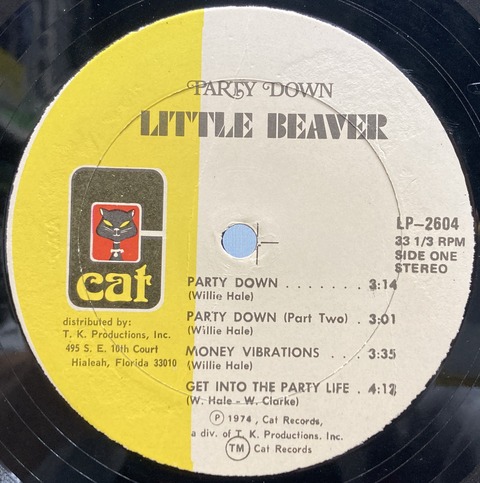 PARTY DOWN
LITTLE BEAVER
LP-2604
33 1/3 RPM
SIDE ONE
STEREO
cat
PARTY DOWN . . . . . . . 3:14
(Willie Hale)
PARTY DOWN (Part Two) . 3:01
(Willie Hale)
MONEY VIBRATIONS . . . 3:35
(Willie Hale)
GET INTO THE PARTY LIFE . 4:12
(W. Hale - W. Clarke)
distributed by:
T. K. Productions, Inc.
495 S. E. 10th Court
Hialeah, Florida 33010
Ⓟ 1974, Cat Records,
a div. of T. K. Productions. Inc.
TM Cat Records